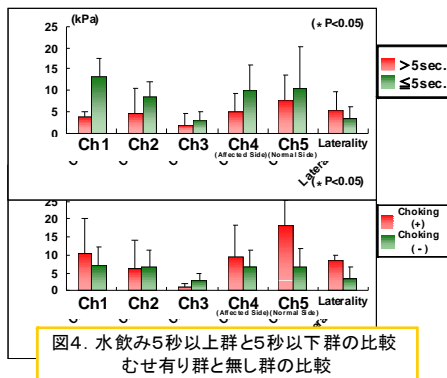 (kPa)
(*P<0.05)
25
20
15
10
5
0
Ch1 Ch2 Ch3 Ch4 Ch5 Laterality
(Affected Side)(Normal Side)
>5sec.
≦5sec.
(*P<0.05)
25
20
15
10
5
0
Ch1 Ch2 Ch3 Ch4 Ch5 Laterality
(Affected Side)(Normal Side)
Choking
(+)
Choking
(-)
図4. 水飲み5秒以上群と5秒以下群の比較
むせ有り群と無し群の比較